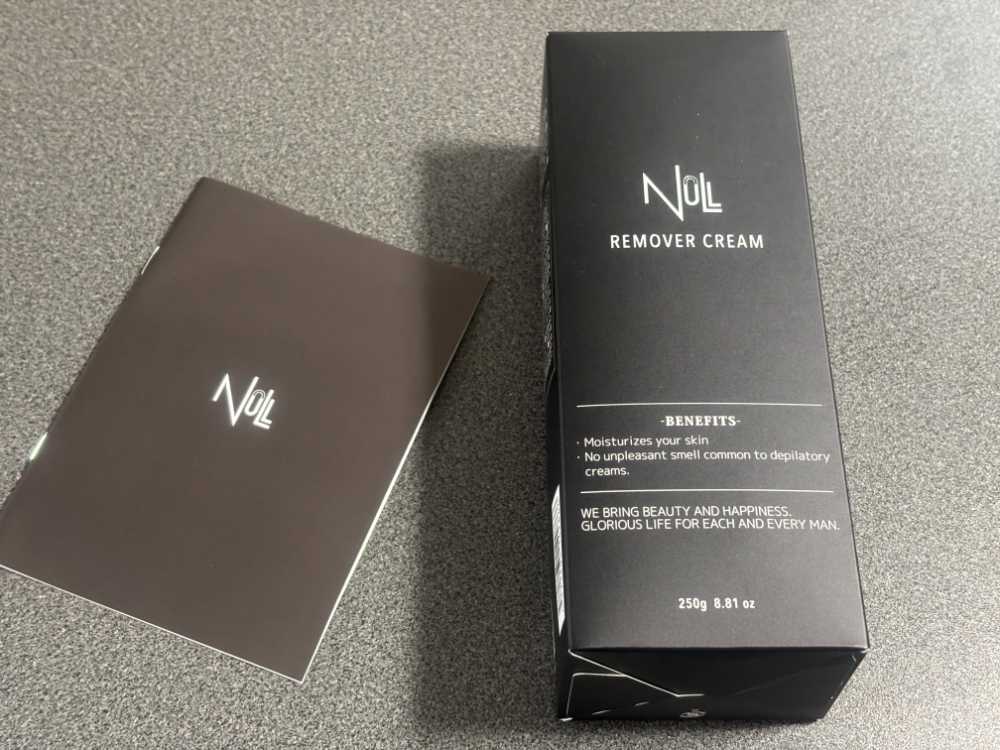 NULL
NULL
REMOVER CREAM
-BENEFITS-
· Moisturizes your skin
· No unpleasant smell common to depilatory
creams.
WE BRING BEAUTY AND HAPPINESS.
GLORIOUS LIFE FOR EACH AND EVERY MAN.
250g 8.81 oz